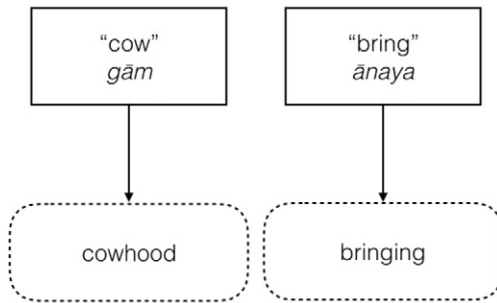 “cow”
gām
“bring”
ānaya
cowhood
bringing